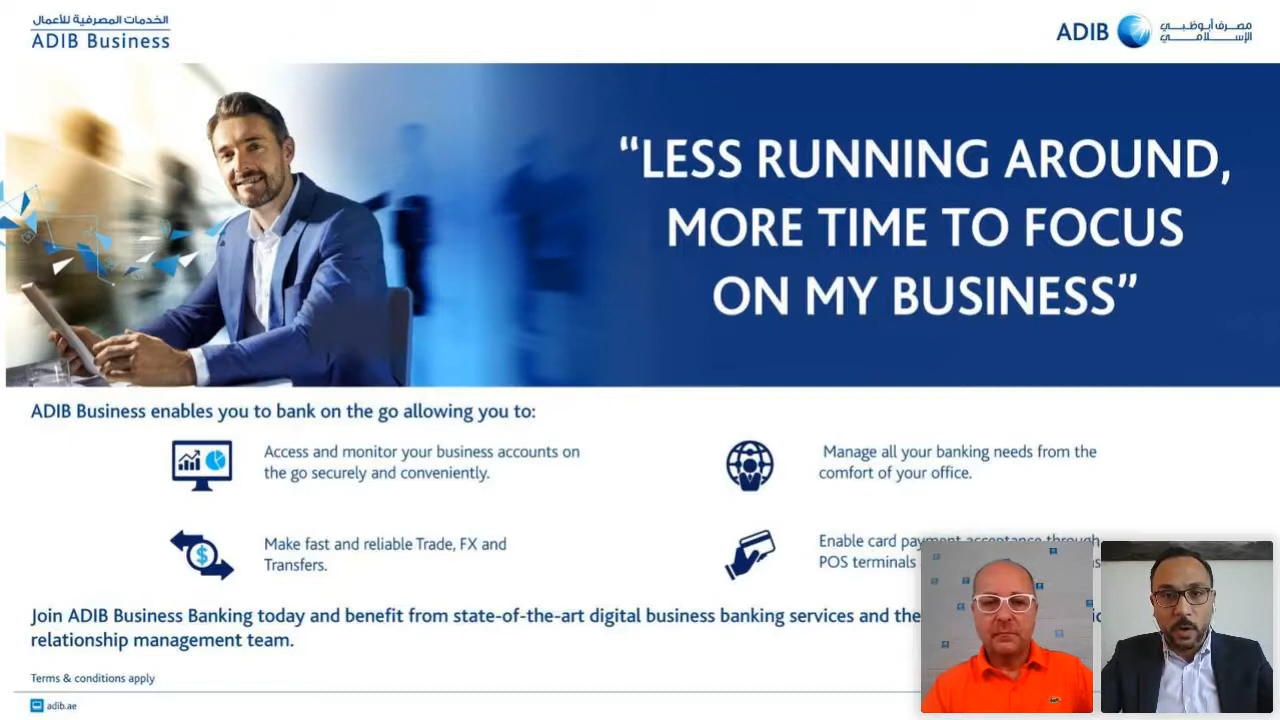 الخدمات المصرفية للأعمال
ADIB Business
ADIB
مصرف أبوظبي
الإسلامي
“LESS RUNNING AROUND,
MORE TIME TO FOCUS
ON MY BUSINESS”
ADIB Business enables you to bank on the go allowing you to:
Access and monitor your business accounts on
the go securely and conveniently.
Manage all your banking needs from the
comfort of your office.
Make fast and reliable Trade, FX and
Transfers.
Enable card payment acceptance through
POS terminals
Join ADIB Business Banking today and benefit from state-of-the-art digital business banking services and the
relationship management team.
Terms & conditions apply
adib.ae